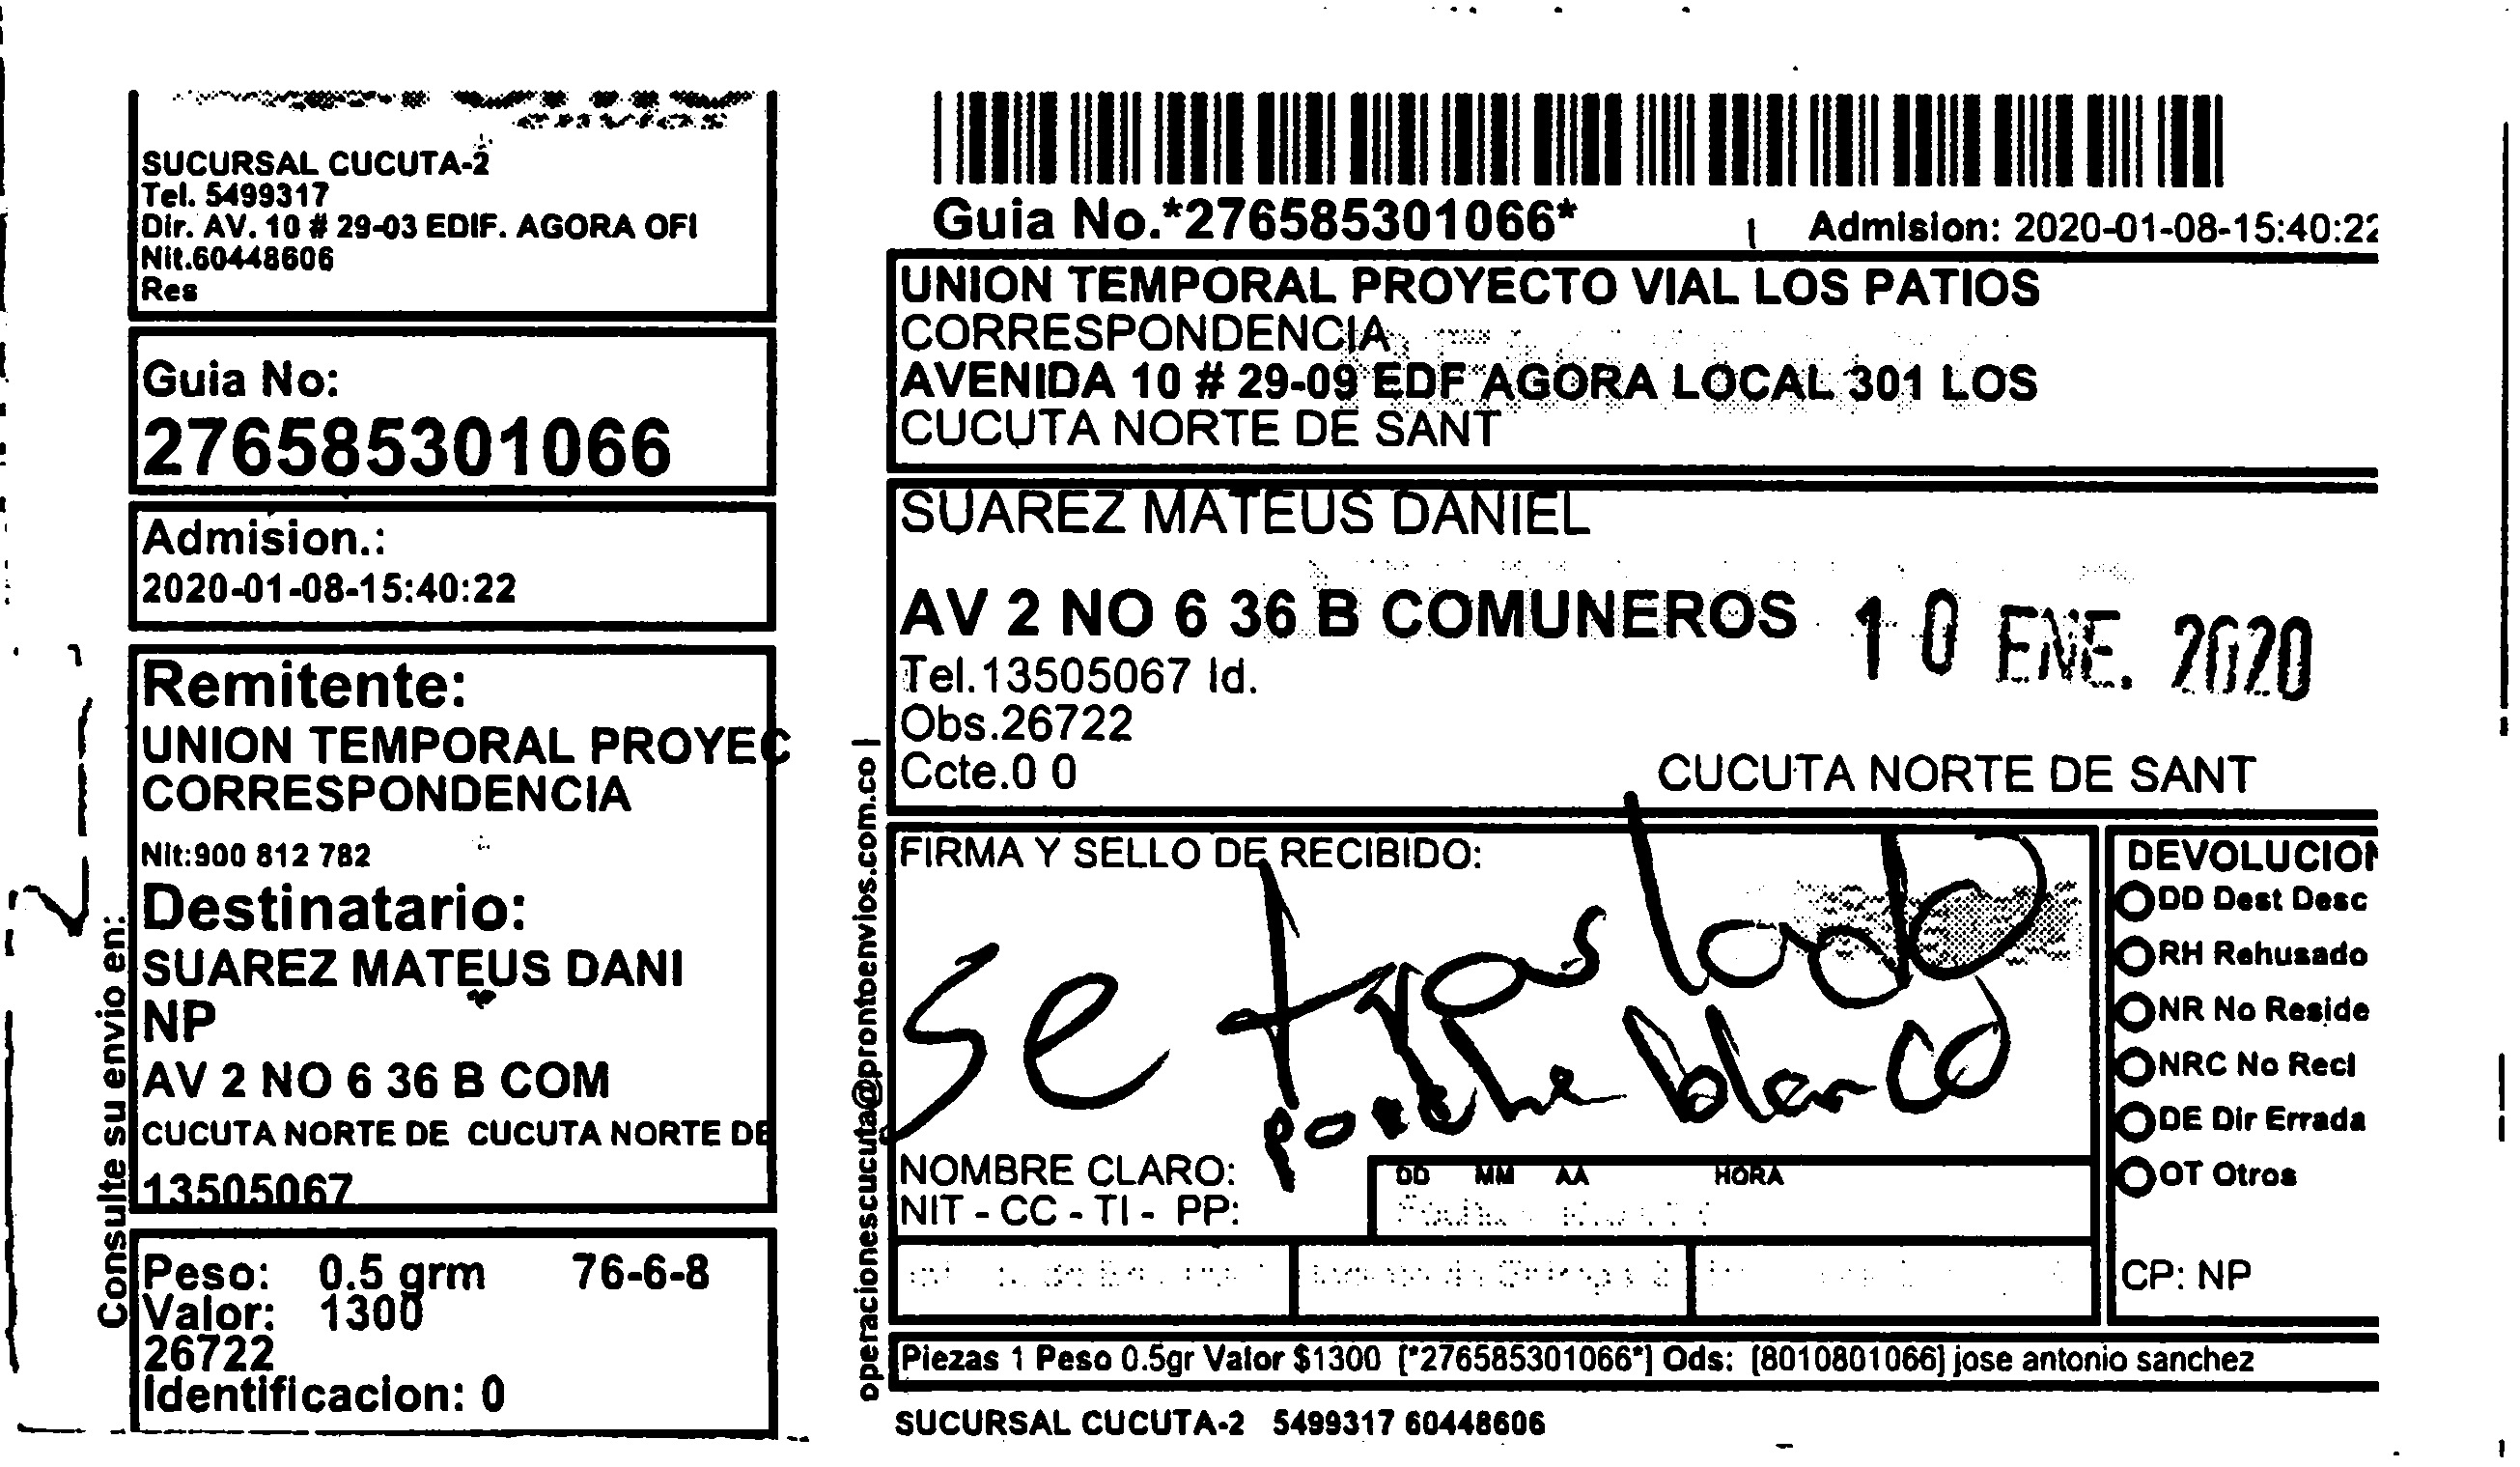 SUCURSAL CUCUTA-2
Tel. 5499317
Dir. AV. 10 # 29-03 EDIF. AGORA OFI
Nit.60448606
Res
Guia No:
276585301066
Admision.:
2020-01-08-15:40:22
Remitente:
UNION TEMPORAL PROYEC
CORRESPONDENCIA
Nit:900 812 782
Destinatario:
SUAREZ MATEUS DANI
NP
AV 2 NO 6 36 B COM
CUCUTA NORTE DE CUCUTA NORTE DE
13505067
Peso: 0.5 grm 76-6-8
Valor: 1300
26722
Identificacion: 0
Consulte su envio en:
operacionescucuta@prontoenvios.com.co |
Guia No.*276585301066*
Admision: 2020-01-08-15:40:22
UNION TEMPORAL PROYECTO VIAL LOS PATIOS
CORRESPONDENCIA
AVENIDA 10 # 29-09 EDF AGORA LOCAL 301 LOS
CUCUTA NORTE DE SANT
SUAREZ MATEUS DANIEL
AV 2 NO 6 36 B COMUNEROS
10 ENE. 2020
Tel.13505067 Id.
Obs.26722
Ccte.0 0
CUCUTA NORTE DE SANT
FIRMA Y SELLO DE RECIBIDO:
Se traslado
porche blanco
NOMBRE CLARO:
NIT - CC - TI - PP:
DD MM AA HORA
DEVOLUCION
DD Dest Desc
RH Rehusado
NR No Reside
NRC No Recl
DE Dir Errada
OT Otros
CP: NP
Piezas 1 Peso 0.5gr Valor $1300 [*276585301066*] Ods: [8010801066] jose antonio sanchez
SUCURSAL CUCUTA-2 5499317 60448606